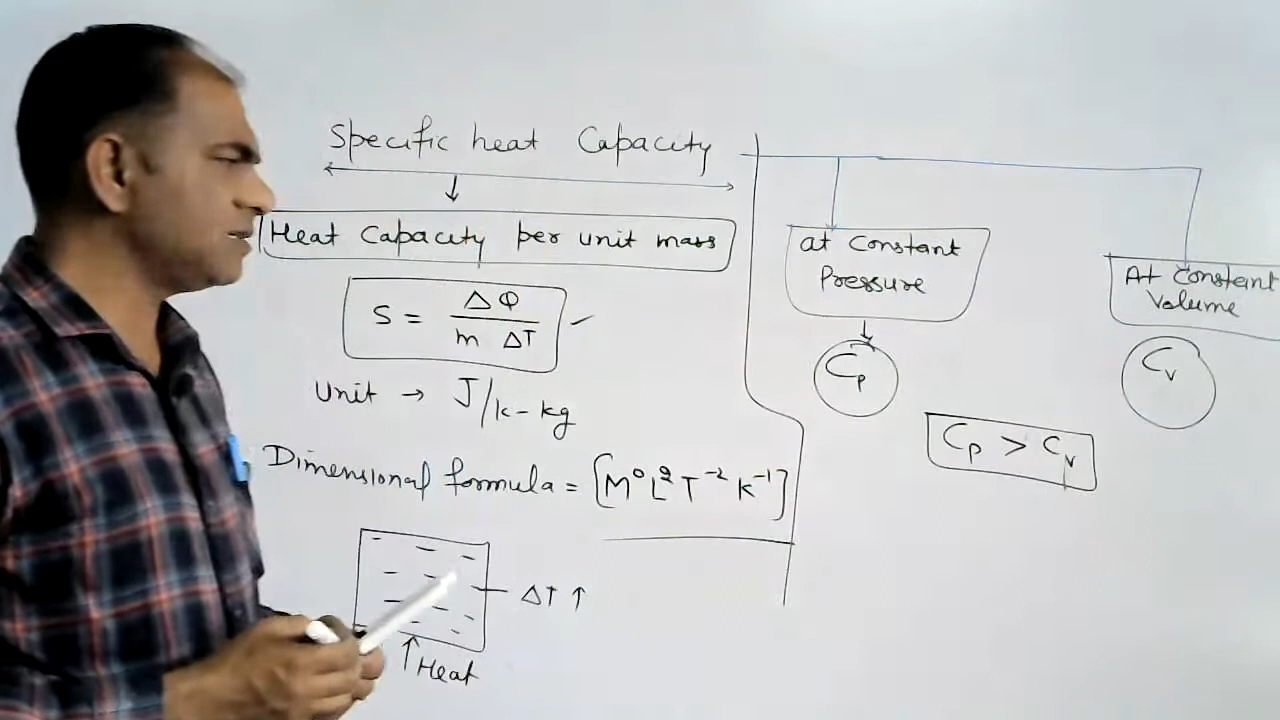 Specific heat Capacity
Heat Capacity per unit mass
S = ΔQ / m ΔT
Unit → J/K-kg
Dimensional formula = [M⁰L²T⁻²K⁻¹]
ΔT ↑
↑Heat
at Constant
Pressure
Cp
At Constant
Volume
Cv
Cp > Cv